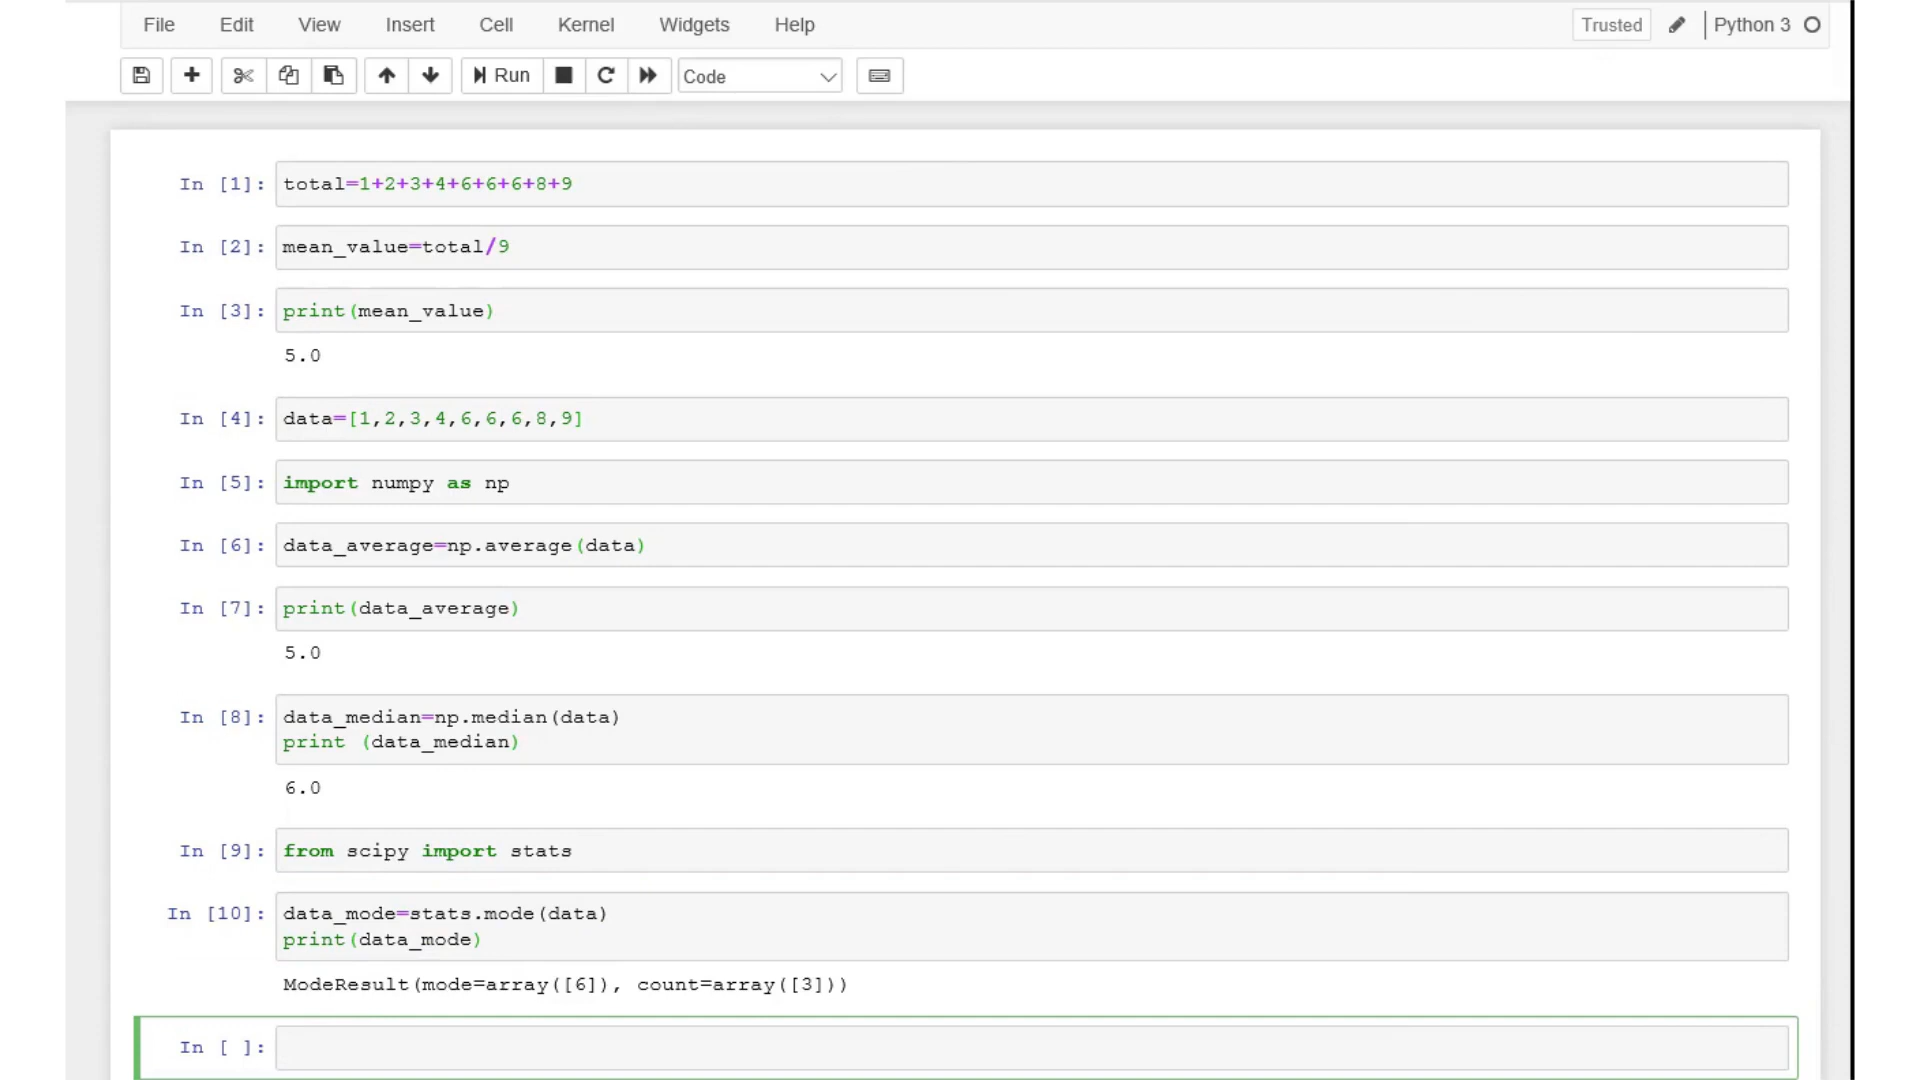 File Edit View Insert Cell Kernel Widgets Help Trusted Python 3
Run Code
In [1]: total=1+2+3+4+6+6+6+8+9
In [2]: mean_value=total/9
In [3]: print(mean_value)
5.0
In [4]: data=[1,2,3,4,6,6,6,8,9]
In [5]: import numpy as np
In [6]: data_average=np.average(data)
In [7]: print(data_average)
5.0
In [8]: data_median=np.median(data)
print (data_median)
6.0
In [9]: from scipy import stats
In [10]: data_mode=stats.mode(data)
print(data_mode)
ModeResult(mode=array([6]), count=array([3]))
In [ ]: